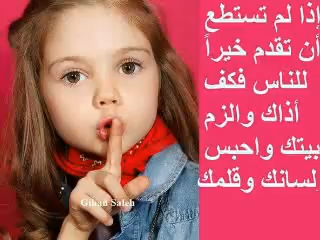 إذا لم تستطع
أن تقدم خيراً
للناس فكف
أذاك والزم
بيتك واحبس
لسانك وقلمك
Gihan Saleh